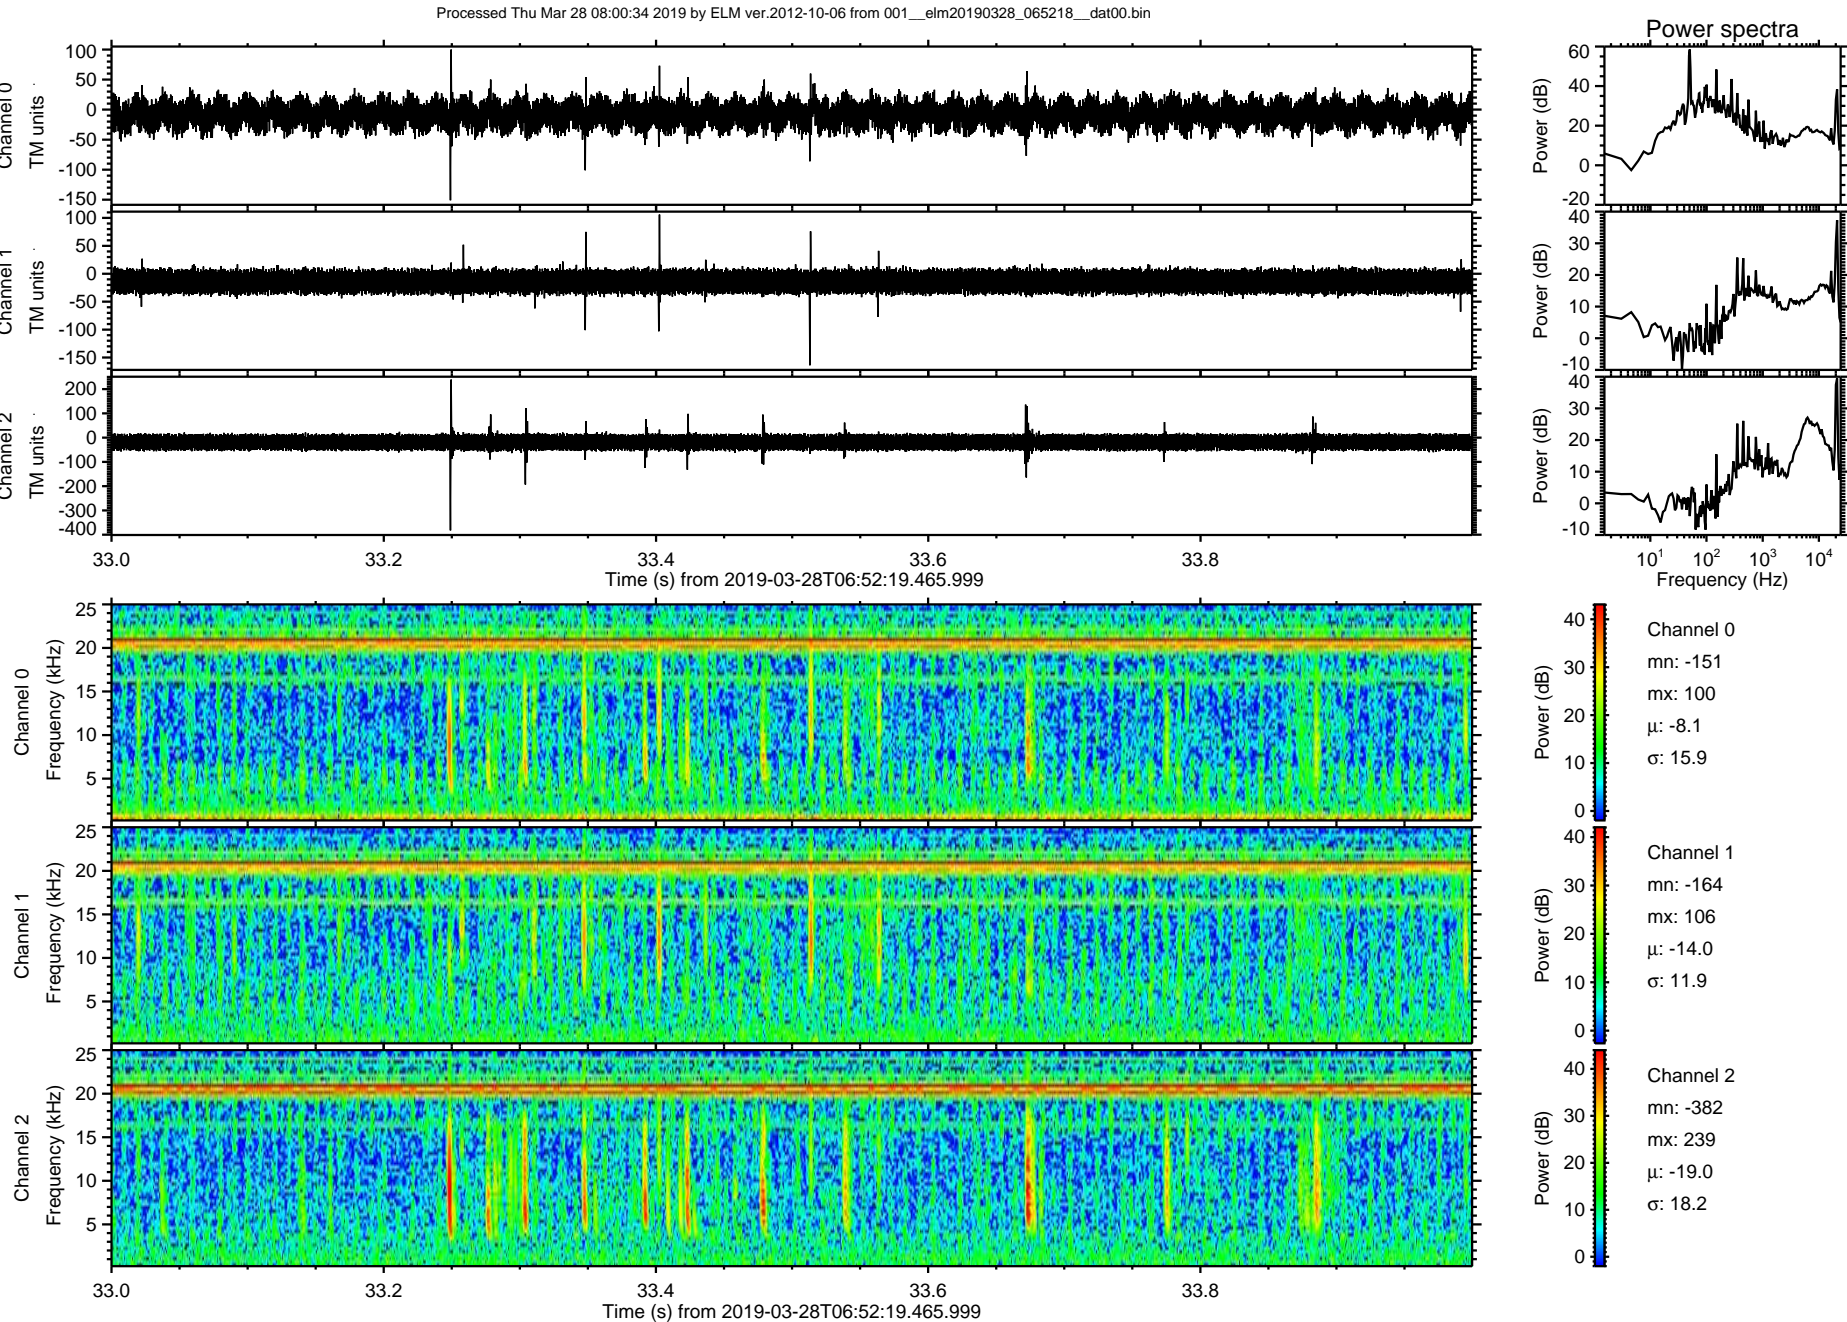 Processed Thu Mar 28 08:00:34 2019 by ELM ver.2012-10-06 from 001__elm20190328_065218__dat00.bin
Power spectra
Channel 0
TM units
100
50
0
-50
-100
-150
Power (dB)
60
40
20
0
-20
Channel 1
TM units
100
50
0
-50
-100
-150
Power (dB)
40
30
20
10
0
-10
Channel 2
TM units
200
100
0
-100
-200
-300
-400
Power (dB)
40
30
20
10
0
-10
33.0 33.2 33.4 33.6 33.8
Time (s) from 2019-03-28T06:52:19.465.999
10¹ 10² 10³ 10⁴
Frequency (Hz)
Channel 0
Frequency (kHz)
25
20
15
10
5
Power (dB)
40
30
20
10
0
Channel 0
mn: -151
mx: 100
μ: -8.1
σ: 15.9
Channel 1
Frequency (kHz)
25
20
15
10
5
Power (dB)
40
30
20
10
0
Channel 1
mn: -164
mx: 106
μ: -14.0
σ: 11.9
Channel 2
Frequency (kHz)
25
20
15
10
5
Power (dB)
40
30
20
10
0
Channel 2
mn: -382
mx: 239
μ: -19.0
σ: 18.2
33.0 33.2 33.4 33.6 33.8
Time (s) from 2019-03-28T06:52:19.465.999